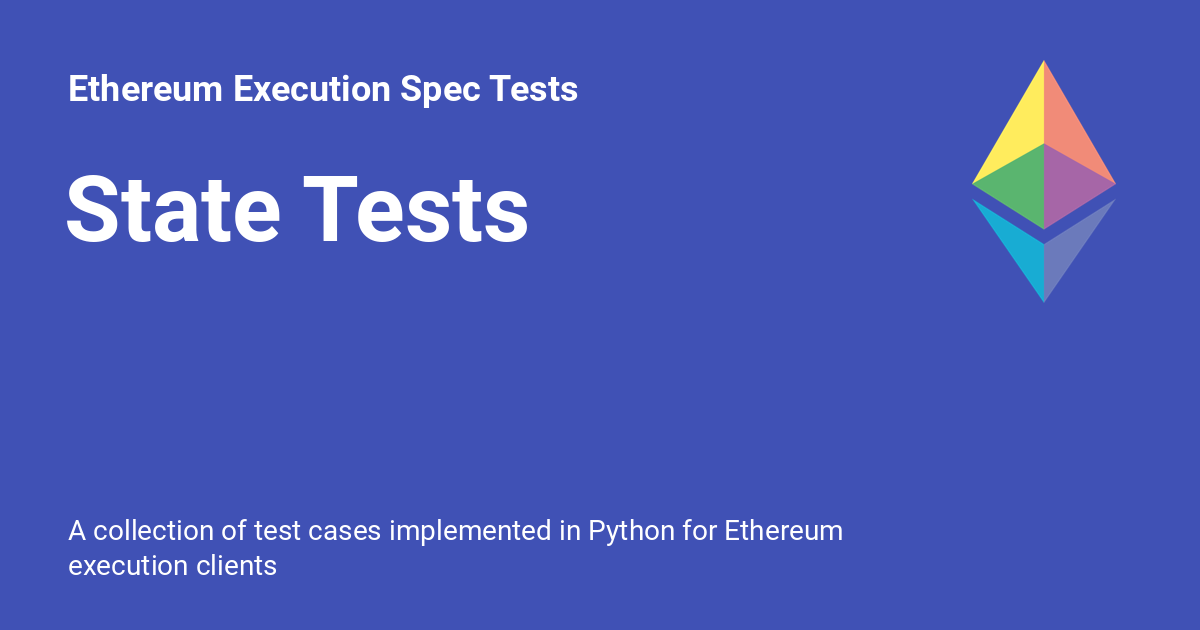 Ethereum Execution Spec Tests
State Tests
A collection of test cases implemented in Python for Ethereum
execution clients